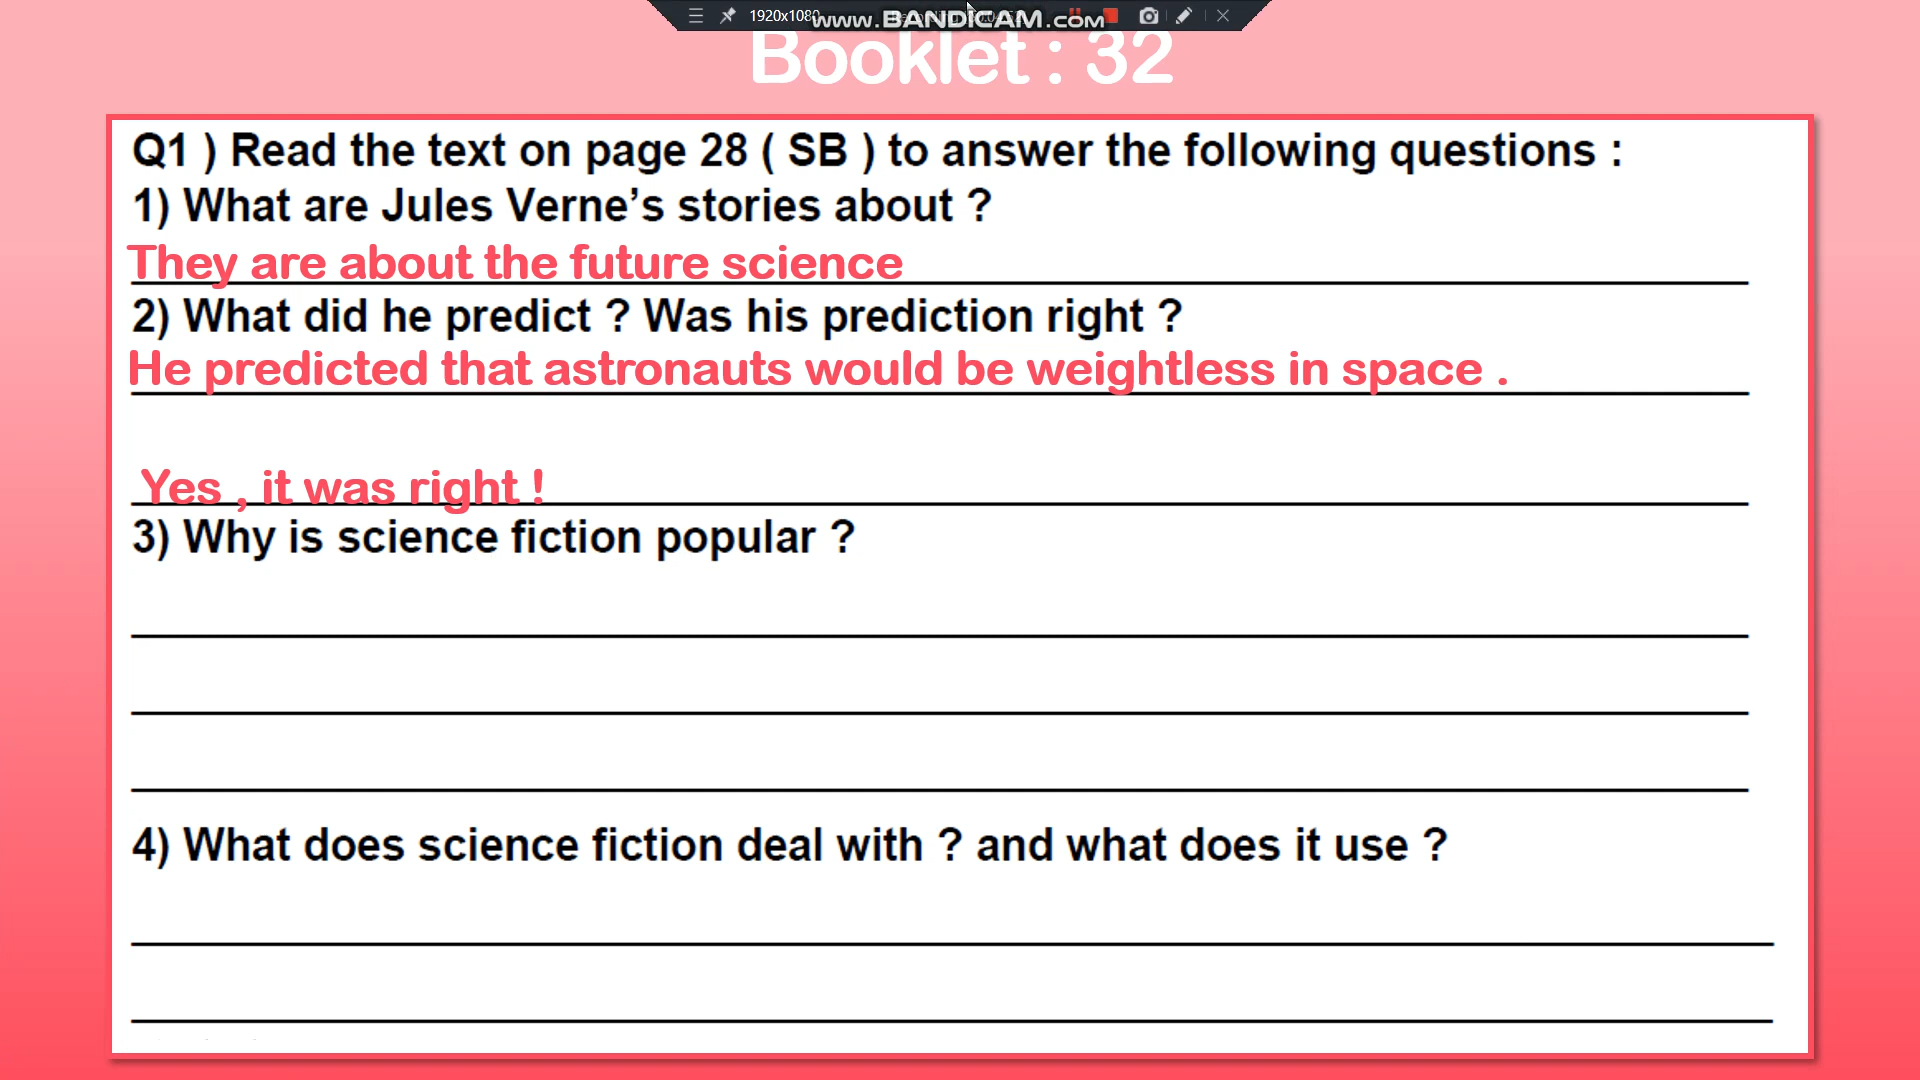 1920x1080
www.BANDICAM.com
Booklet : 32
Q1 ) Read the text on page 28 ( SB ) to answer the following questions :
1) What are Jules Verne’s stories about ?
They are about the future science
2) What did he predict ? Was his prediction right ?
He predicted that astronauts would be weightless in space .
Yes , it was right !
3) Why is science fiction popular ?
4) What does science fiction deal with ? and what does it use ?